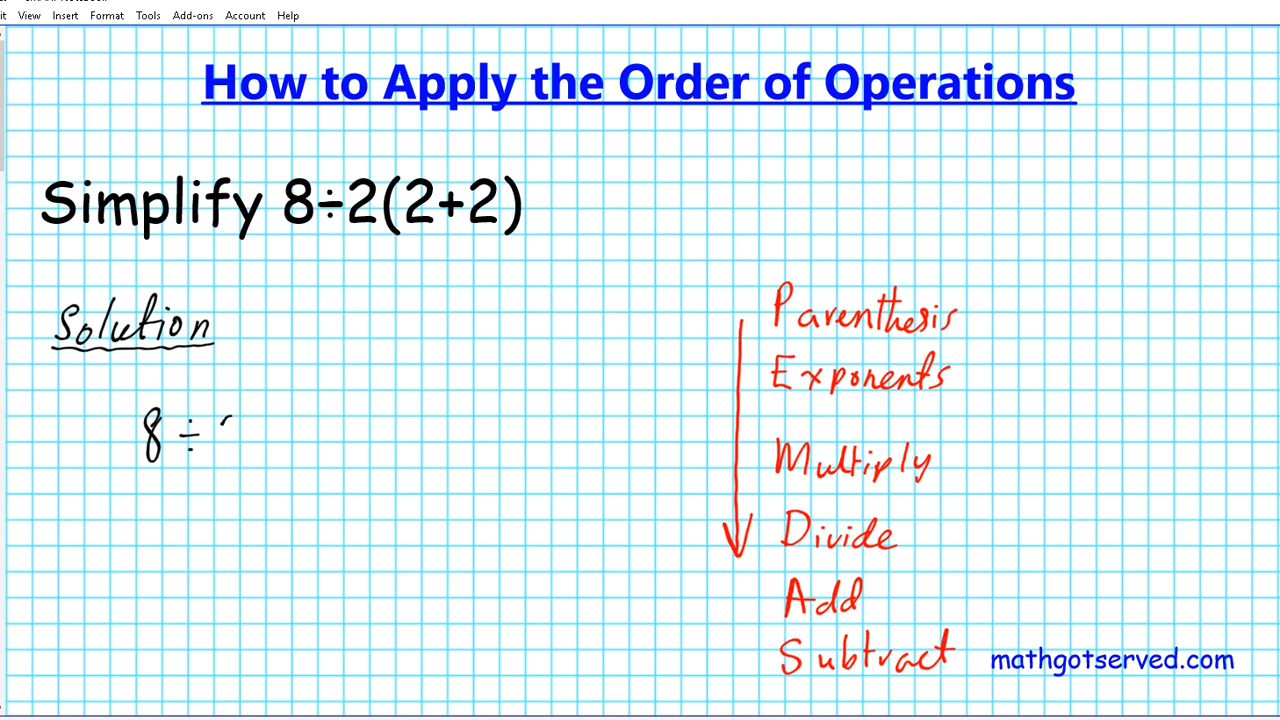 View Insert Format Tools Add-ons Account Help
How to Apply the Order of Operations
Simplify 8÷2(2+2)
Solution
8 ÷
Parenthesis
Exponents
Multiply
Divide
Add
Subtract
mathgotserved.com